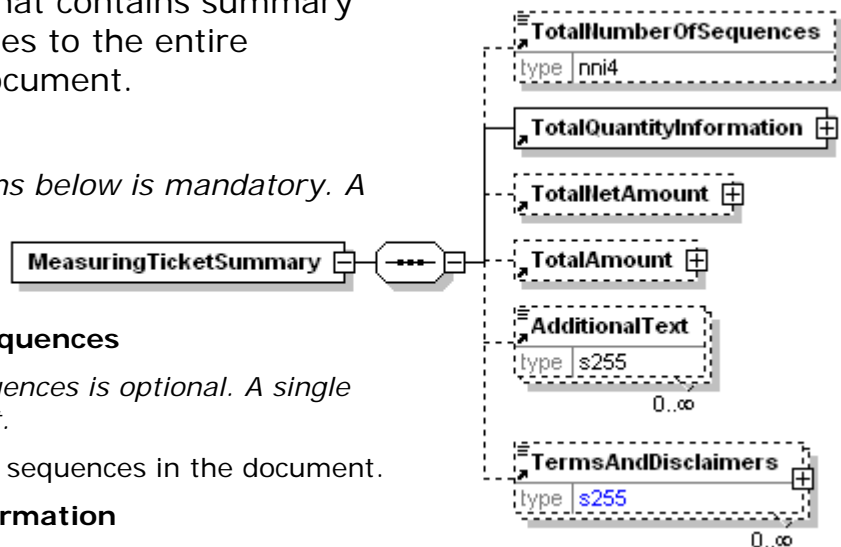 hat contains summary
es to the entire
ocument.
ns below is mandatory. A
quences
uences is optional. A single
t.
sequences in the document.
rmation
MeasuringTicketSummary
TotalNumberOfSequences
type nni4
TotalQuantityInformation
TotalNetAmount
TotalAmount
AdditionalText
type s255
0..∞
TermsAndDisclaimers
type s255
0..∞